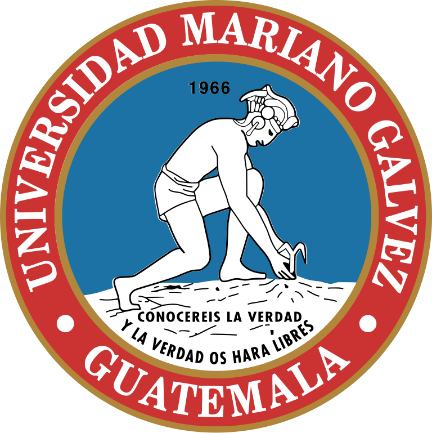 UNIVERSIDAD MARIANO GALVEZ
1966
CONOCEREIS LA VERDAD
Y LA VERDAD OS HARA LIBRES
GUATEMALA